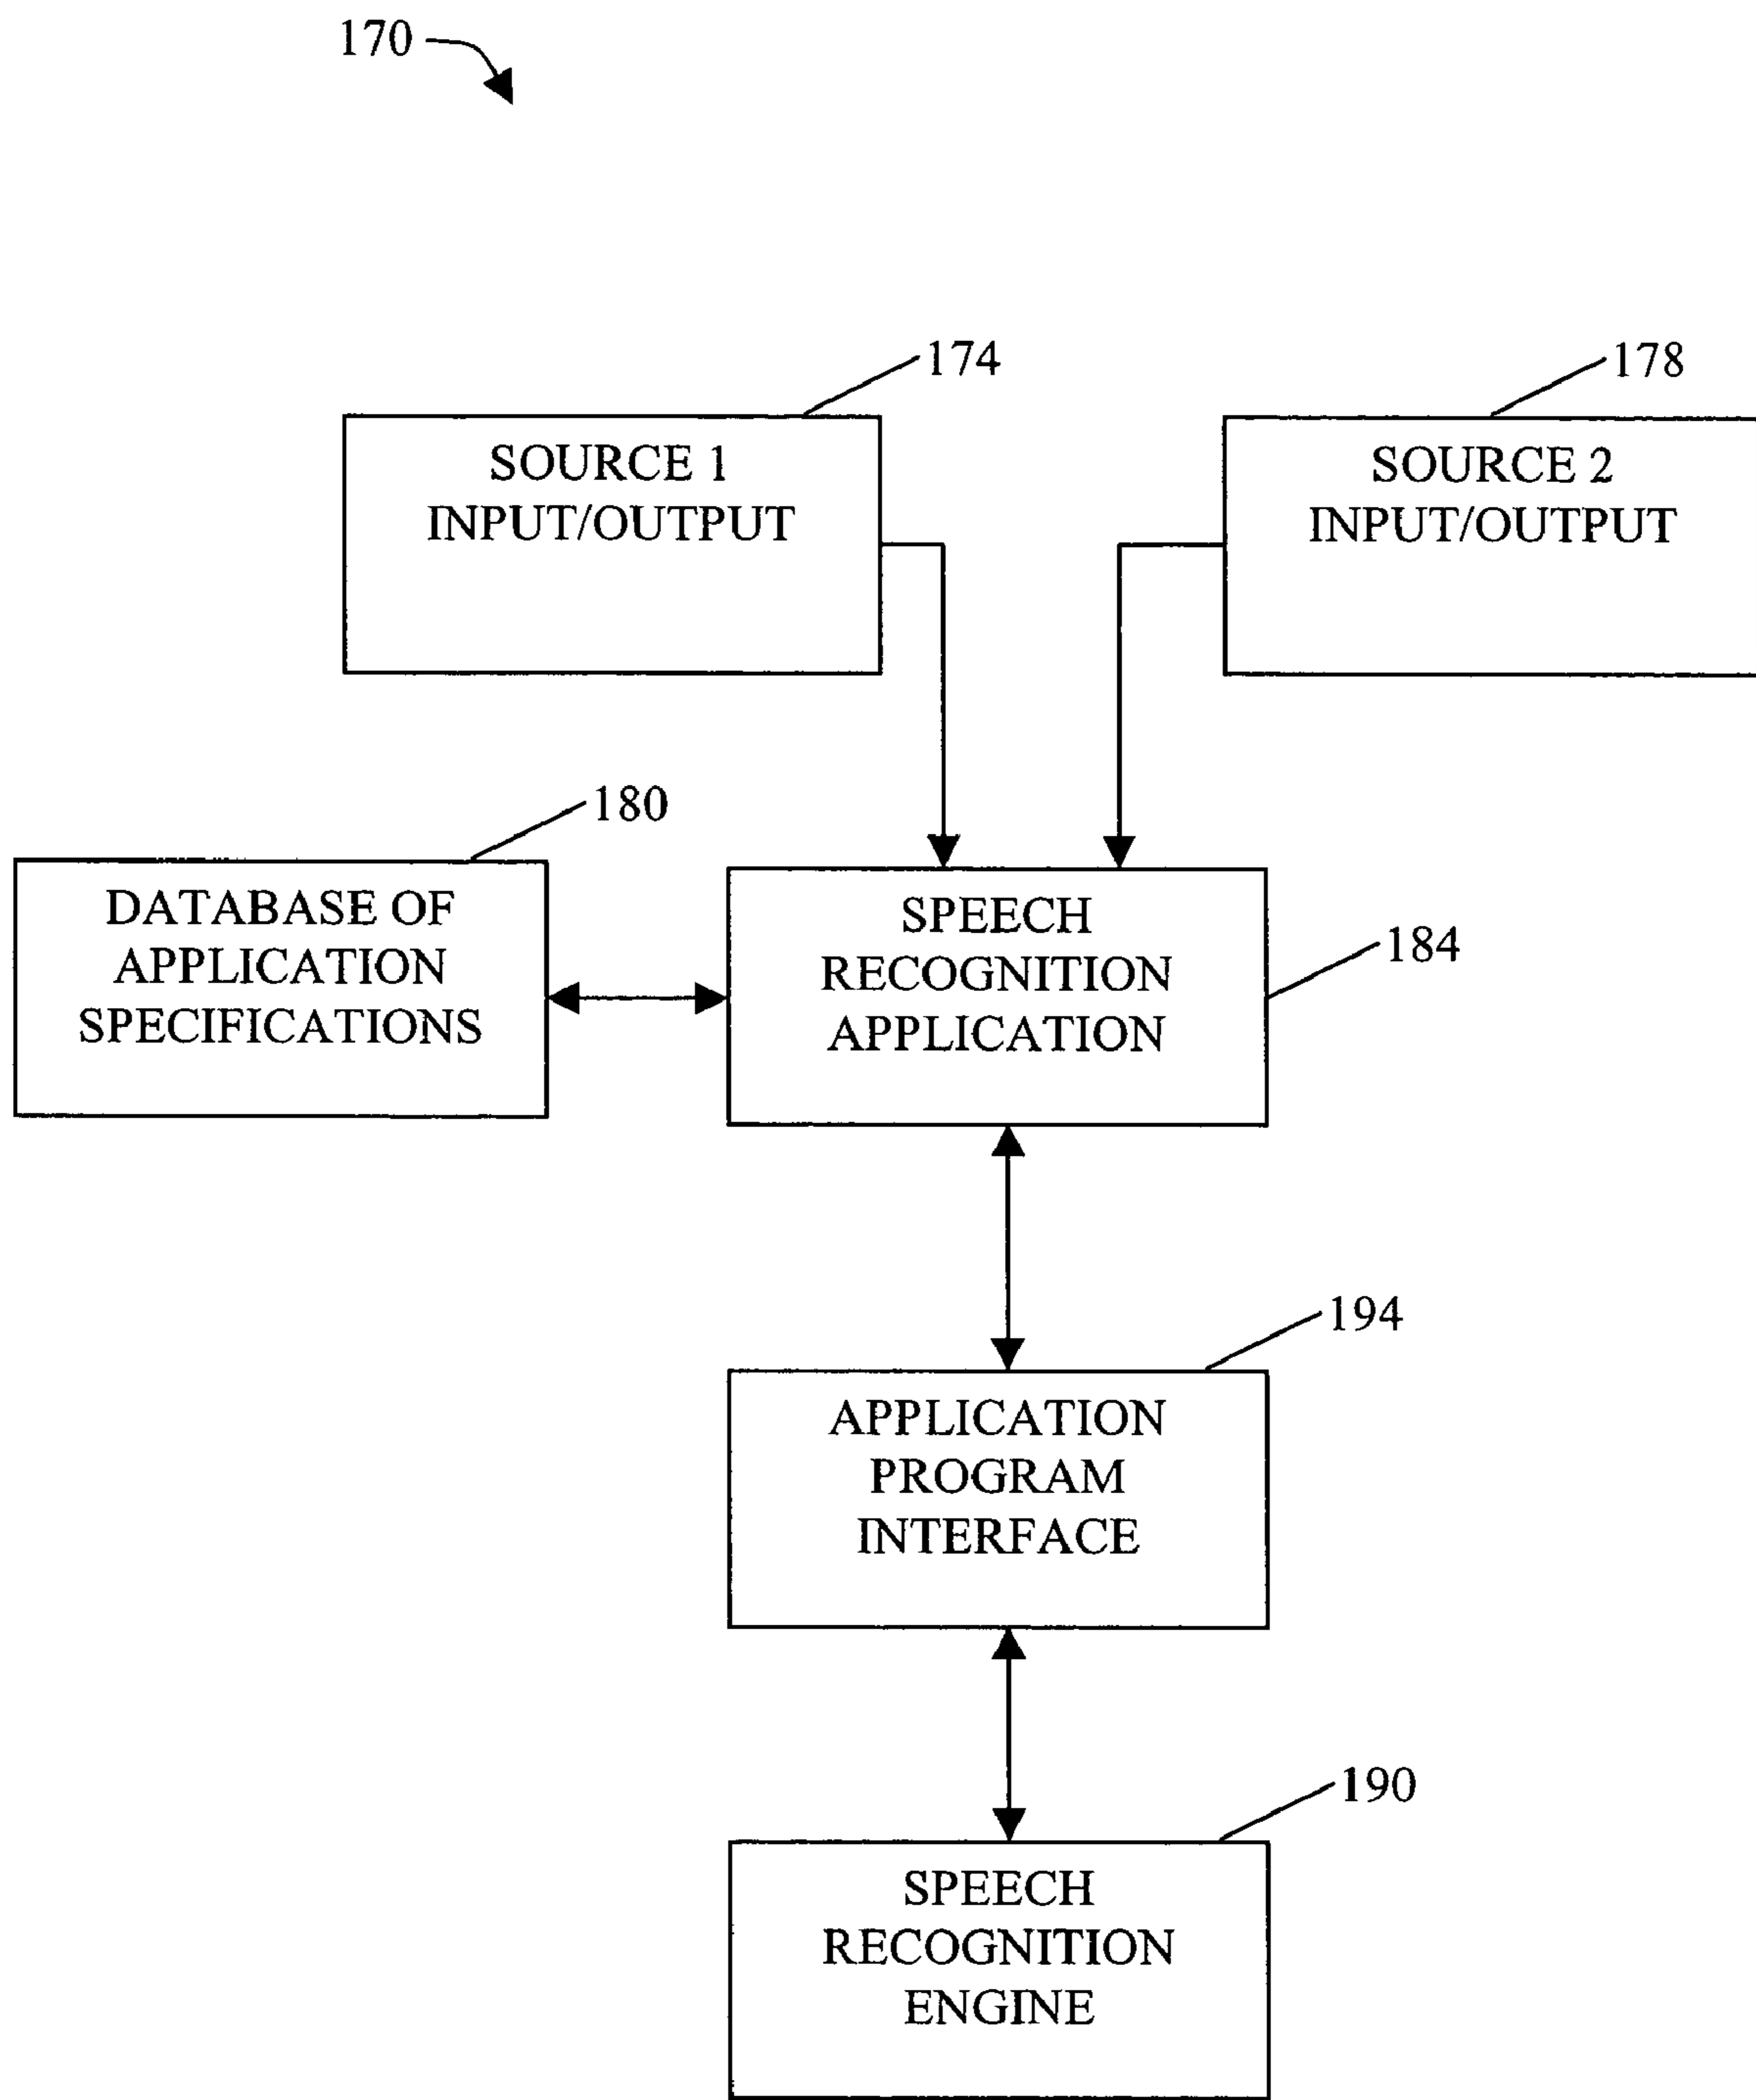 170
174
178
SOURCE 1
INPUT/OUTPUT
SOURCE 2
INPUT/OUTPUT
180
DATABASE OF
APPLICATION
SPECIFICATIONS
SPEECH
RECOGNITION
APPLICATION
184
194
APPLICATION
PROGRAM
INTERFACE
190
SPEECH
RECOGNITION
ENGINE